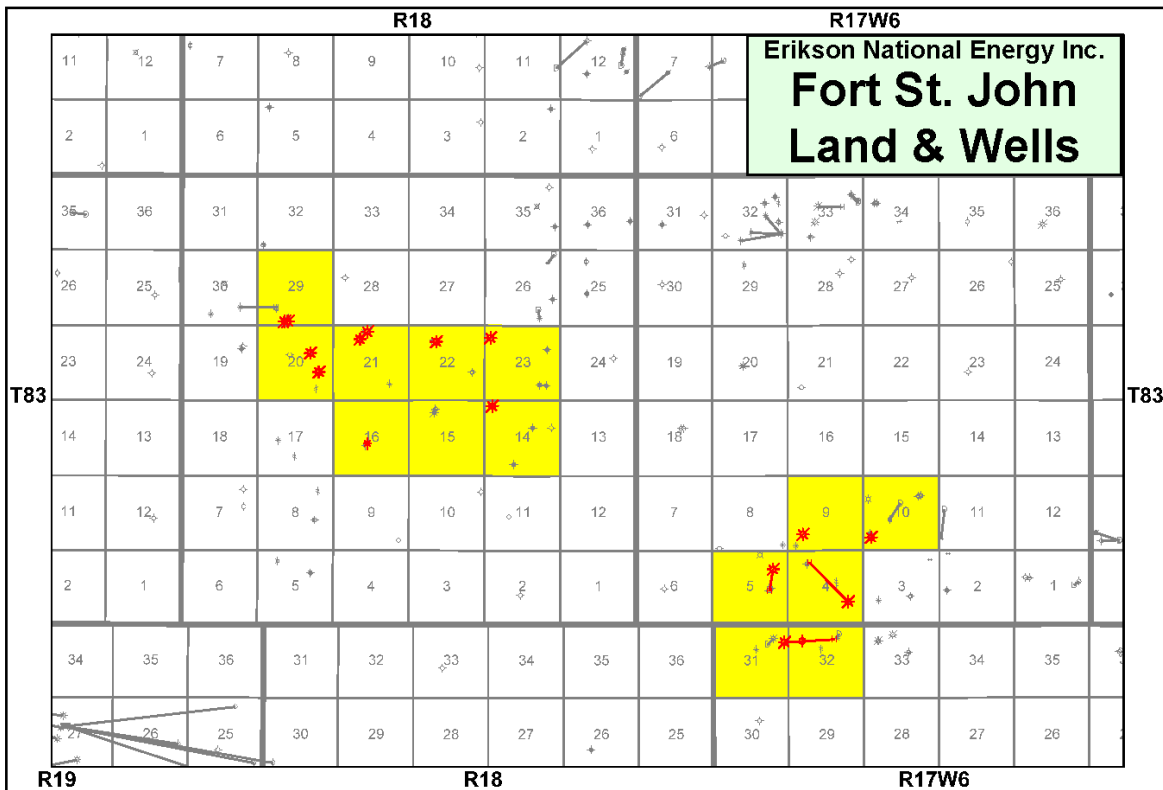 R18 R17W6
Erikson National Energy Inc.
Fort St. John
Land & Wells
11 12 7 8 9 10 11 12 7
2 1 6 5 4 3 2 1 6
35 36 31 32 33 34 35 36 31 32 33 34 35 36
26 25 30 29 28 27 26 25 30 29 28 27 26 25
23 24 19 20 21 22 23 24 19 20 21 22 23 24
T83 T83
14 13 18 17 16 15 14 13 18 17 16 15 14 13
11 12 7 8 9 10 11 12 7 8 9 10 11 12
2 1 6 5 4 3 2 1 6 5 4 3 2 1
34 35 36 31 32 33 34 35 36 31 32 33 34 35
27 26 25 30 29 28 27 26 25 30 29 28 27 26
R19 R18 R17W6